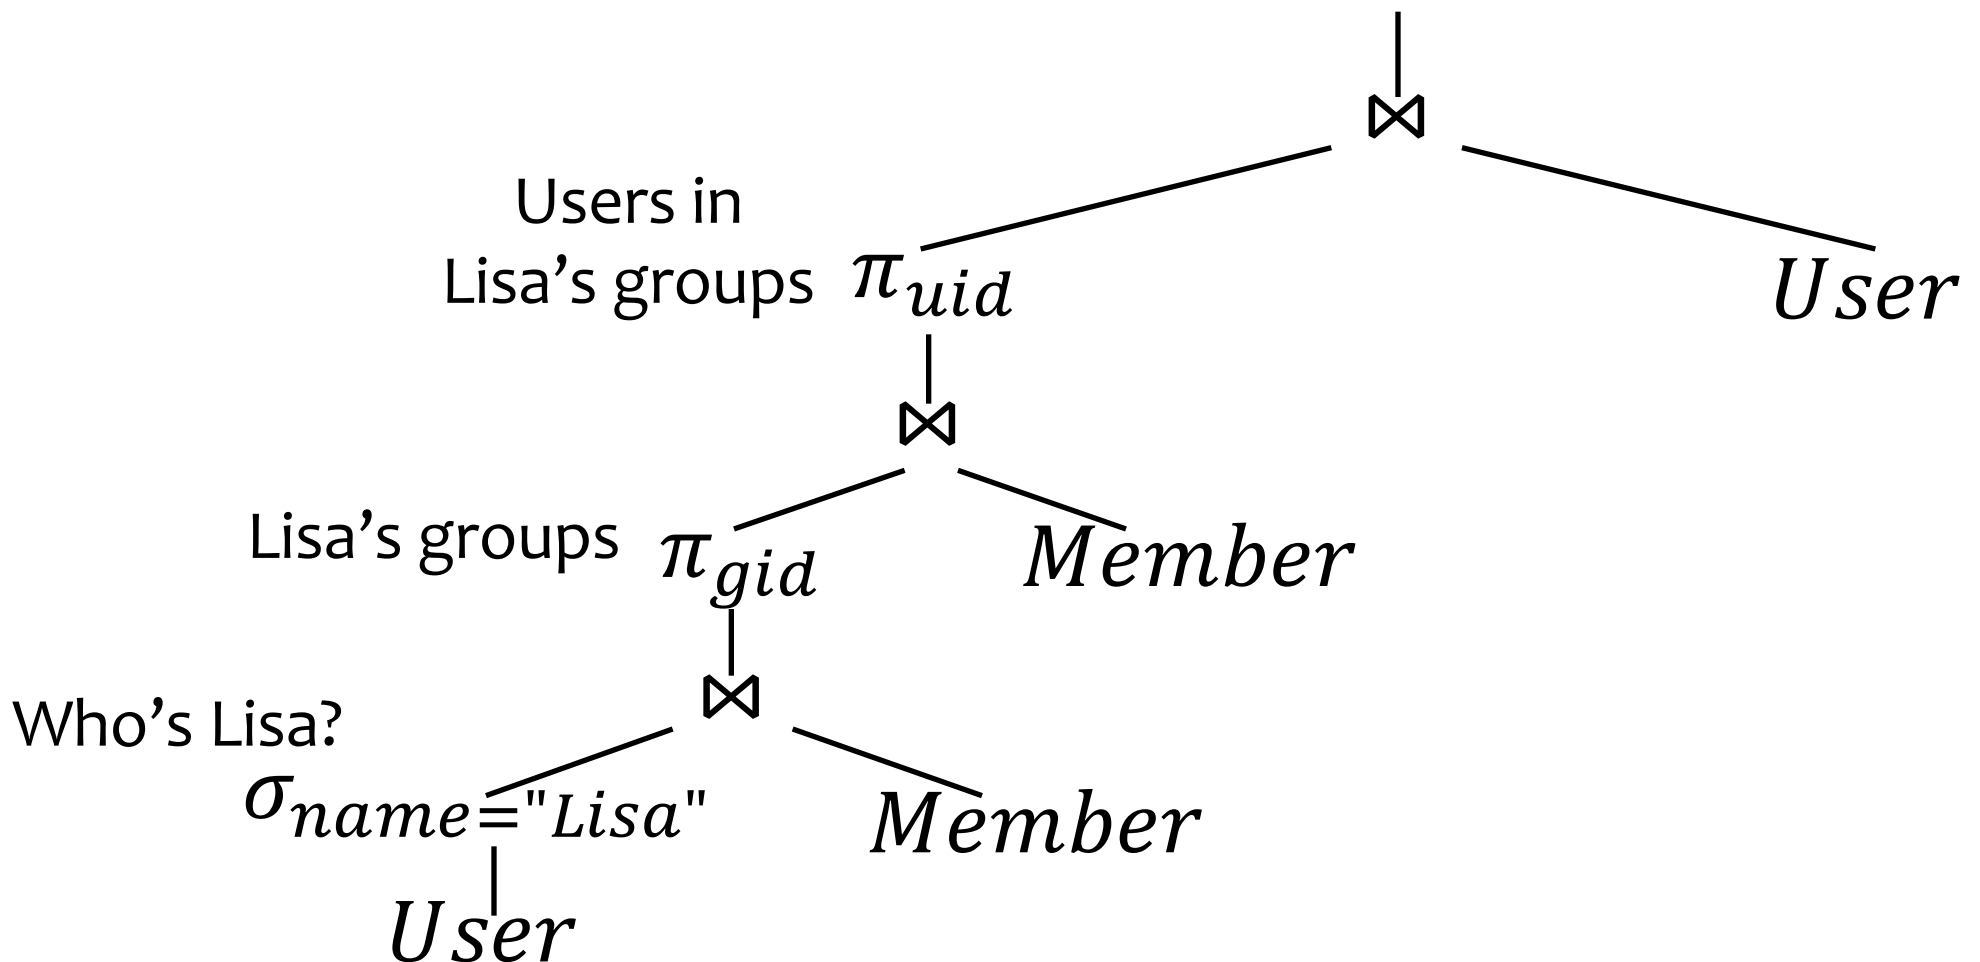 ⋈
Users in
Lisa's groups π_uid
User
⋈
Lisa's groups π_gid
Member
⋈
Who's Lisa?
σ_name="Lisa"
Member
User